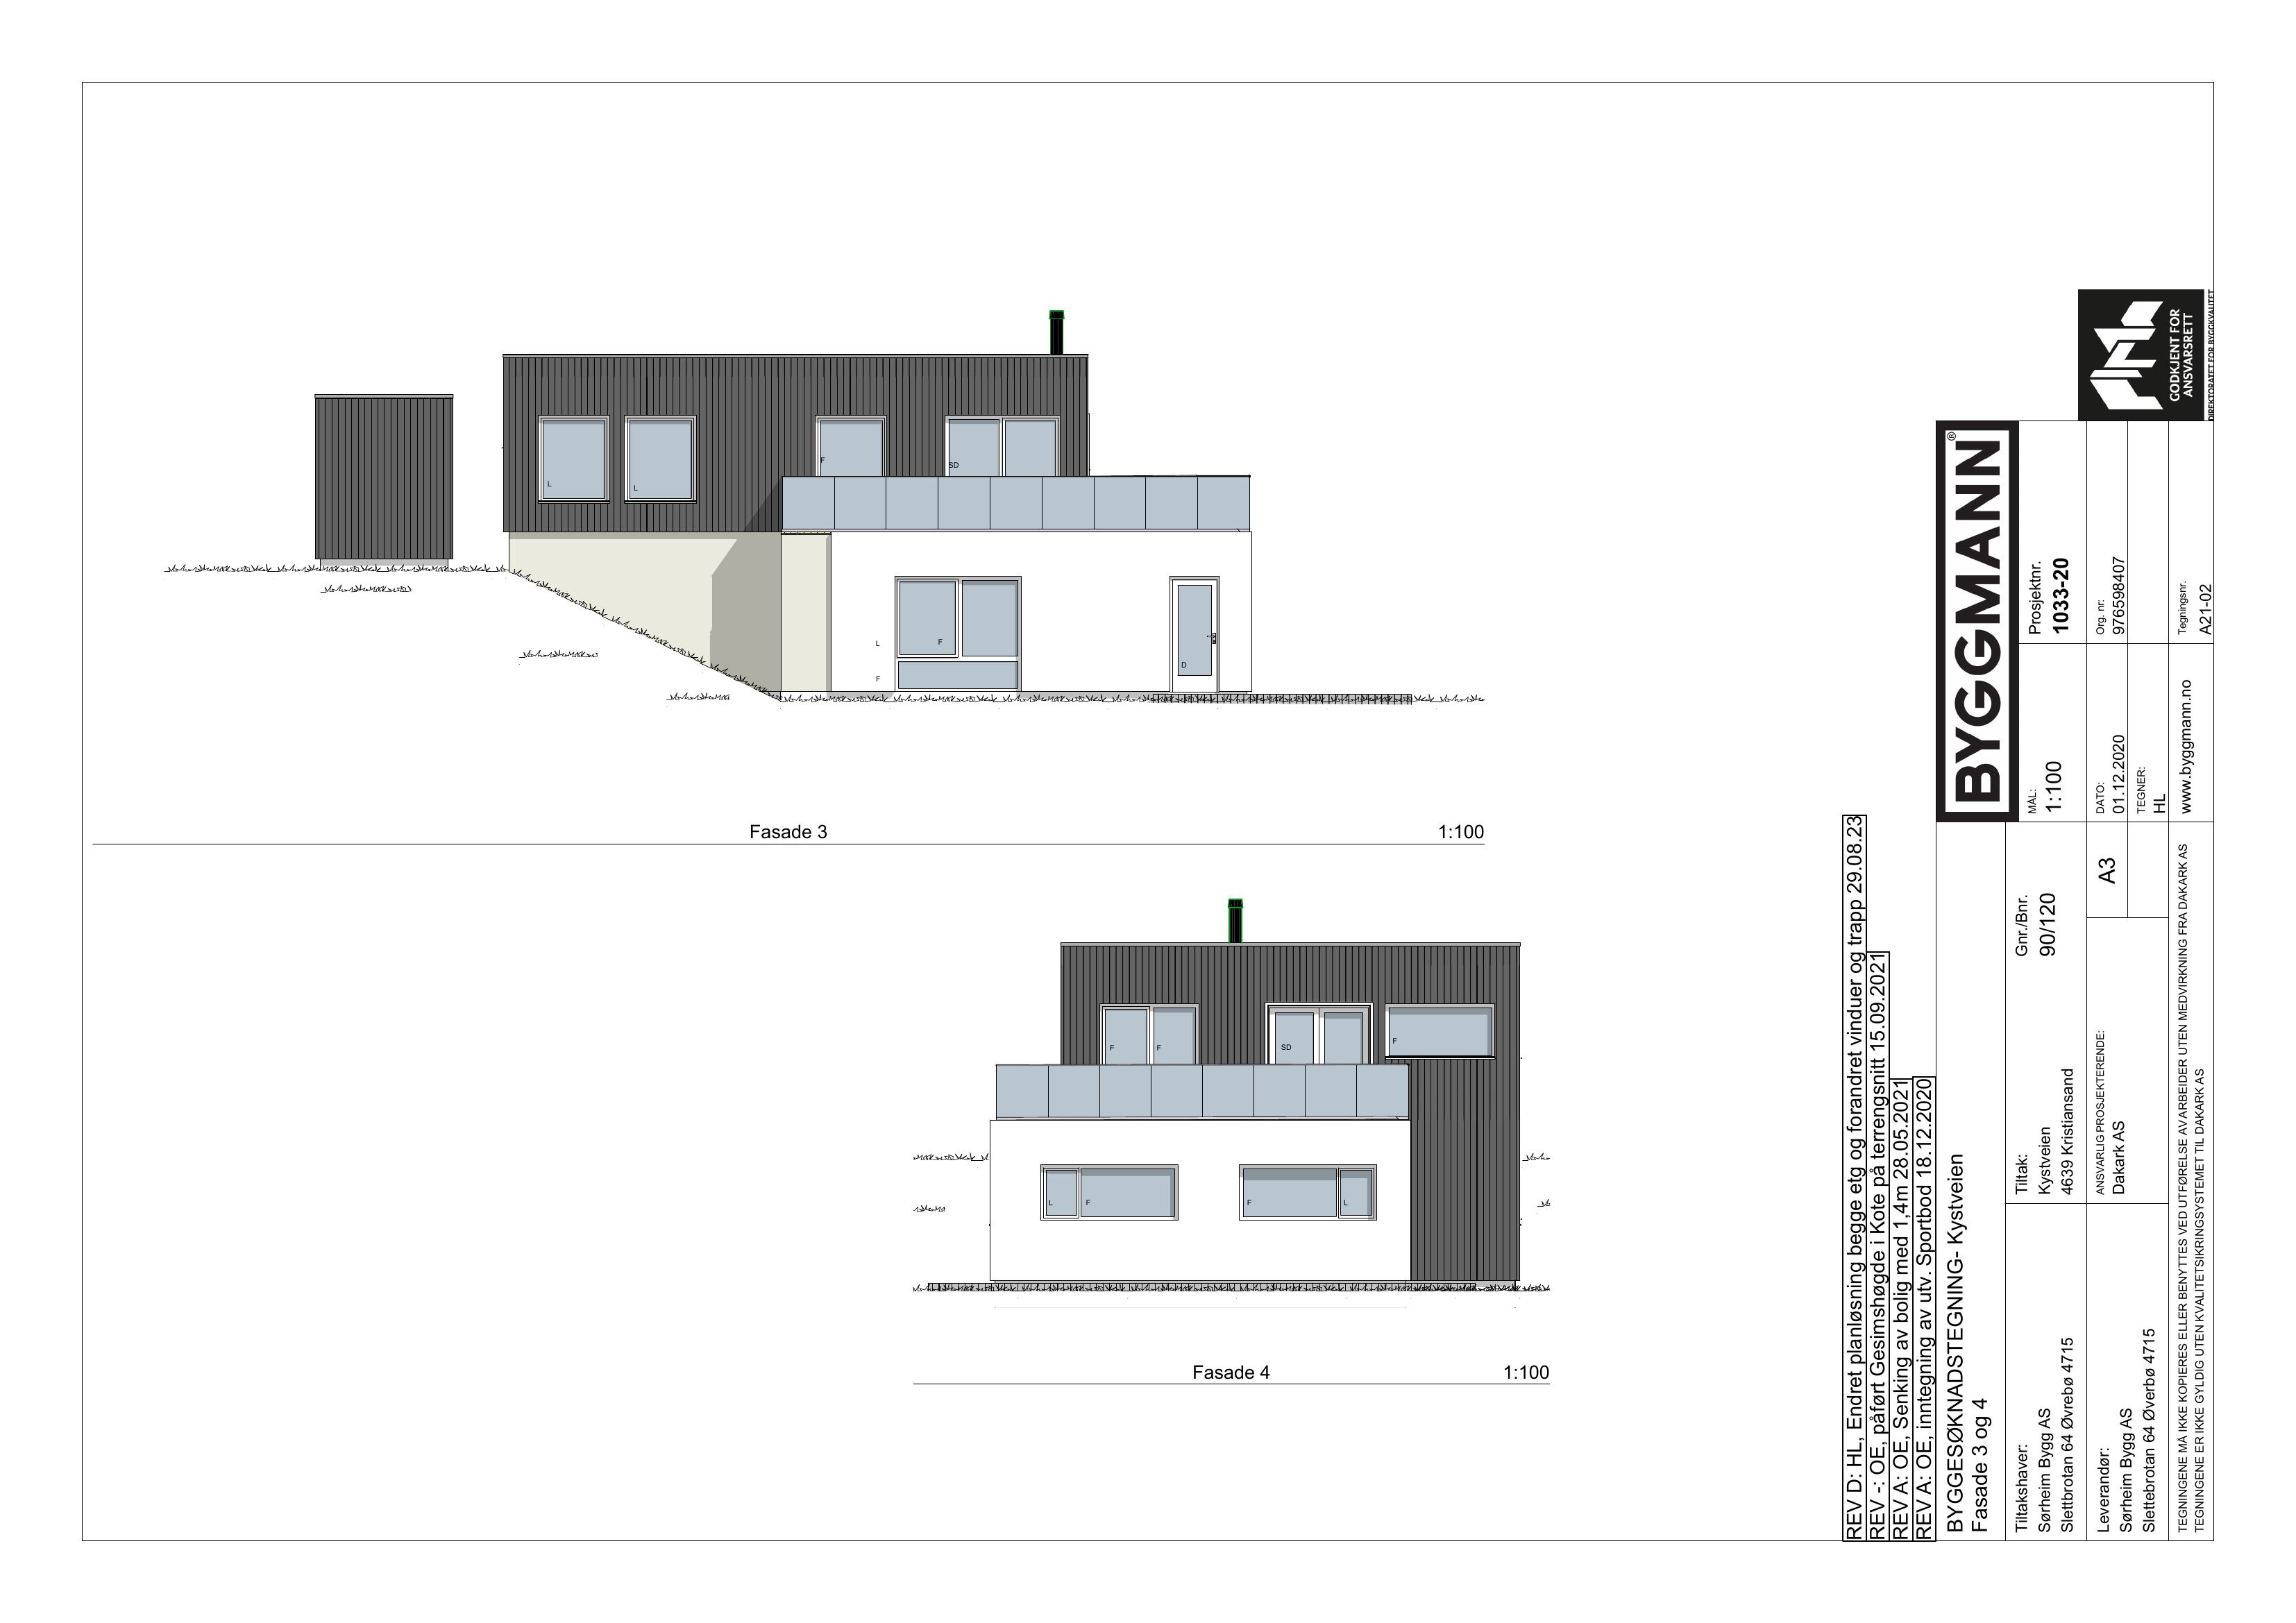 L
L
F
SD
L
F
F
D
Fasade 3
1:100
F
F
SD
F
L
F
F
L
Fasade 4
1:100
REV D: HL, Endret planløsning begge etg og forandret vinduer og trapp 29.08.23
REV -: OE, påført Gesimshøgde i Kote på terrengsnitt 15.09.2021
REV A: OE, Senking av bolig med 1,4m 28.05.2021
REV A: OE, inntegning av utv. Sportbod 18.12.2020
BYGGESØKNADSTEGNING- Kystveien
Fasade 3 og 4
BYGGMANN®
Tiltakshaver:
Sørheim Bygg AS
Slettbrotan 64 Øvrebø 4715
Tiltak:
Kystveien
4639 Kristiansand
Gnr./Bnr.
90/120
MÅL:
1:100
Prosjektnr.
1033-20
Leverandør:
Sørheim Bygg AS
Slettebrotan 64 Øverbø 4715
ANSVARLIG PROSJEKTERENDE:
Dakark AS
A3
DATO:
01.12.2020
Org. nr:
976598407
TEGNER:
HL
TEGNINGENE MÅ IKKE KOPIERES ELLER BENYTTES VED UTFØRELSE AV ARBEIDER UTEN MEDVIRKNING FRA DAKARK AS
TEGNINGENE ER IKKE GYLDIG UTEN KVALITETSIKRINGSYSTEMET TIL DAKARK AS
www.byggmann.no
Tegningsnr.
A21-02
GODKJENT FOR
ANSVARSRETT
DIREKTORATET FOR BYGGKVALITET